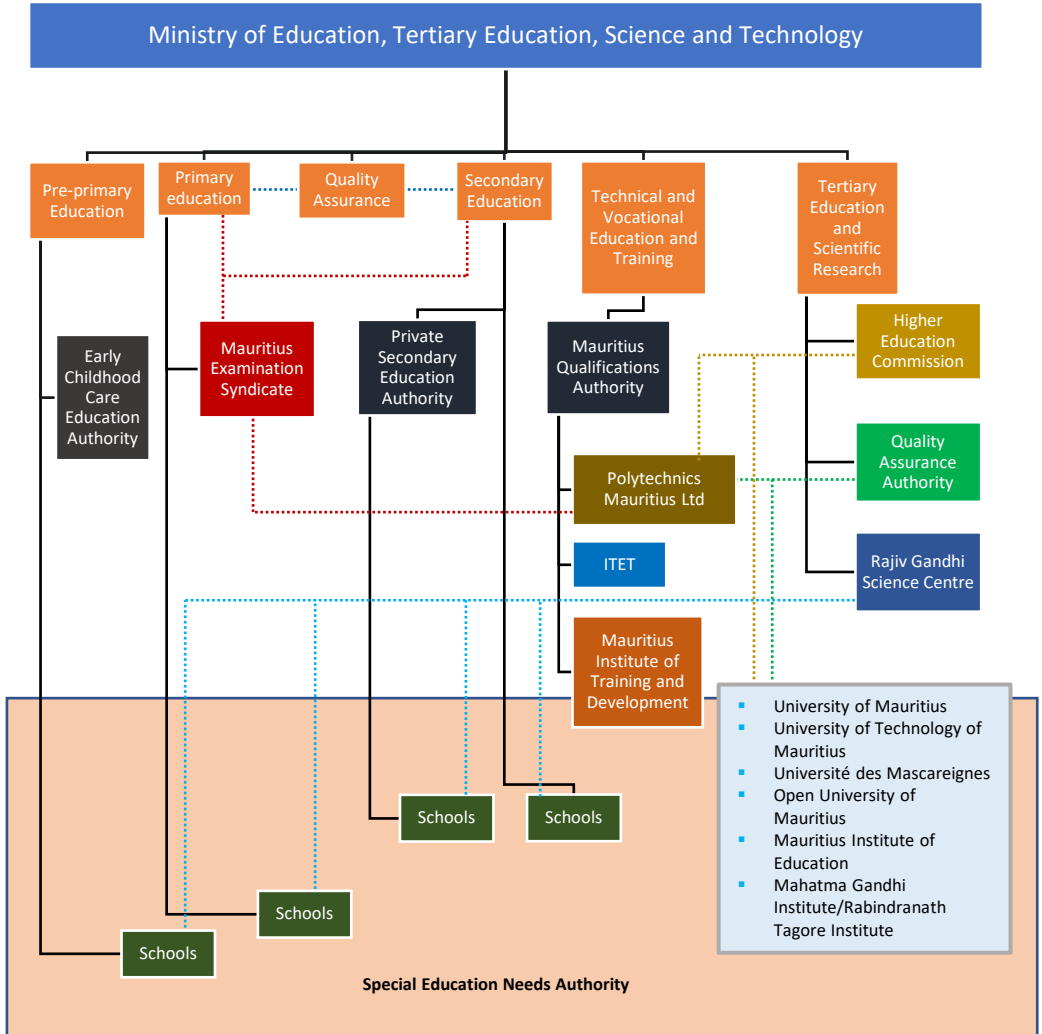 Ministry of Education, Tertiary Education, Science and Technology
Pre-primary
Education
Primary
education
Quality
Assurance
Secondary
Education
Technical and
Vocational
Education and
Training
Tertiary
Education
and
Scientific
Research
Early
Childhood
Care
Education
Authority
Mauritius
Examination
Syndicate
Private
Secondary
Education
Authority
Mauritius
Qualifications
Authority
Higher
Education
Commission
Polytechnics
Mauritius Ltd
Quality
Assurance
Authority
ITET
Rajiv Gandhi
Science Centre
Mauritius
Institute of
Training and
Development
▪ University of Mauritius
▪ University of Technology of
Mauritius
▪ Université des Mascareignes
▪ Open University of
Mauritius
▪ Mauritius Institute of
Education
▪ Mahatma Gandhi
Institute/Rabindranath
Tagore Institute
Schools
Schools
Schools
Schools
Special Education Needs Authority